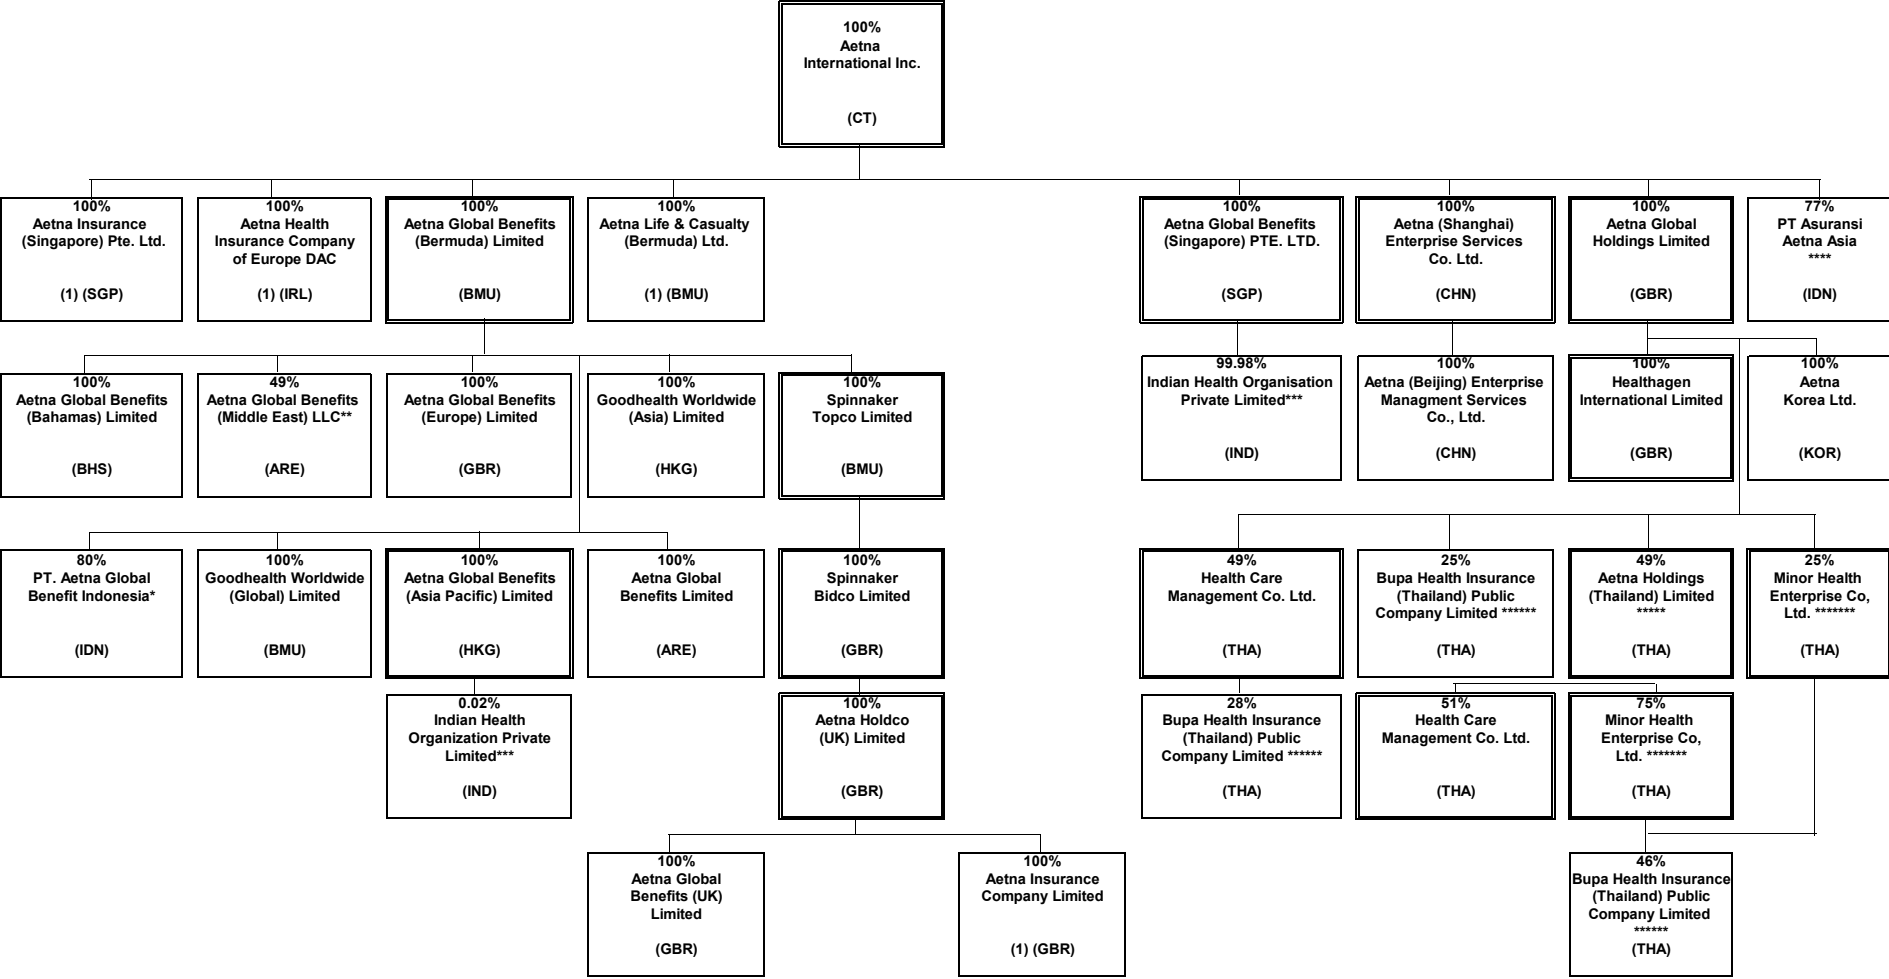 100%
Aetna
International Inc.
(CT)
100%
Aetna Insurance
(Singapore) Pte. Ltd.
(1) (SGP)
100%
Aetna Health
Insurance Company
of Europe DAC
(1) (IRL)
100%
Aetna Global Benefits
(Bermuda) Limited
(BMU)
100%
Aetna Life & Casualty
(Bermuda) Ltd.
(1) (BMU)
100%
Aetna Global Benefits
(Singapore) PTE. LTD.
(SGP)
100%
Aetna (Shanghai)
Enterprise Services
Co. Ltd.
(CHN)
100%
Aetna Global
Holdings Limited
(GBR)
77%
PT Asuransi
Aetna Asia
****
(IDN)
100%
Aetna Global Benefits
(Bahamas) Limited
(BHS)
49%
Aetna Global Benefits
(Middle East) LLC**
(ARE)
100%
Aetna Global Benefits
(Europe) Limited
(GBR)
100%
Goodhealth Worldwide
(Asia) Limited
(HKG)
100%
Spinnaker
Topco Limited
(BMU)
99.98%
Indian Health Organisation
Private Limited***
(IND)
100%
Aetna (Beijing) Enterprise
Managment Services
Co., Ltd.
(CHN)
100%
Healthagen
International Limited
(GBR)
100%
Aetna
Korea Ltd.
(KOR)
80%
PT. Aetna Global
Benefit Indonesia*
(IDN)
100%
Goodhealth Worldwide
(Global) Limited
(BMU)
100%
Aetna Global Benefits
(Asia Pacific) Limited
(HKG)
100%
Aetna Global
Benefits Limited
(ARE)
100%
Spinnaker
Bidco Limited
(GBR)
49%
Health Care
Management Co. Ltd.
(THA)
25%
Bupa Health Insurance
(Thailand) Public
Company Limited ******
(THA)
49%
Aetna Holdings
(Thailand) Limited
*****
(THA)
25%
Minor Health
Enterprise Co,
Ltd. *******
(THA)
0.02%
Indian Health
Organization Private
Limited***
(IND)
100%
Aetna Holdco
(UK) Limited
(GBR)
28%
Bupa Health Insurance
(Thailand) Public
Company Limited ******
(THA)
51%
Health Care
Management Co. Ltd.
(THA)
75%
Minor Health
Enterprise Co,
Ltd. *******
(THA)
100%
Aetna Global
Benefits (UK)
Limited
(GBR)
100%
Aetna Insurance
Company Limited
(1) (GBR)
46%
Bupa Health Insurance
(Thailand) Public
Company Limited
******
(THA)